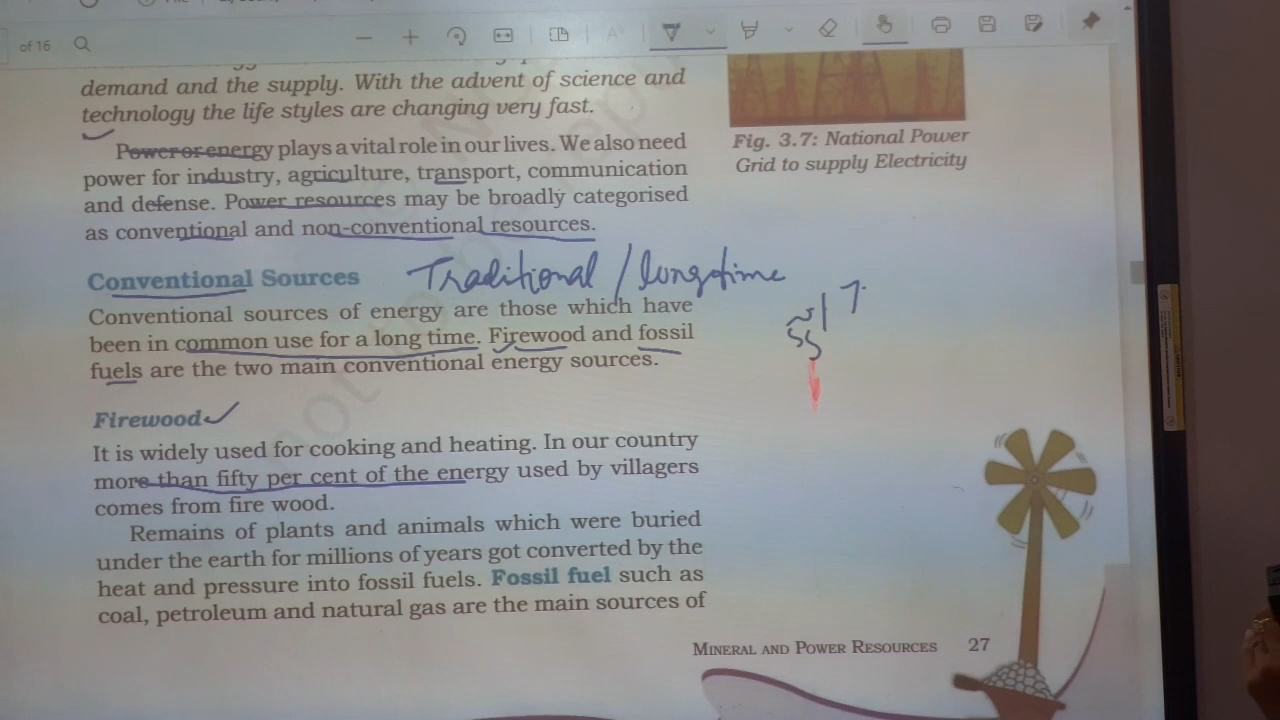 of 16
demand and the supply. With the advent of science and
technology the life styles are changing very fast.
Power or energy plays a vital role in our lives. We also need
power for industry, agriculture, transport, communication
and defense. Power resources may be broadly categorised
as conventional and non-conventional resources.
Fig. 3.7: National Power
Grid to supply Electricity
Conventional Sources Traditional / long time
Conventional sources of energy are those which have
been in common use for a long time. Firewood and fossil
fuels are the two main conventional energy sources.
Firewood
It is widely used for cooking and heating. In our country
more than fifty per cent of the energy used by villagers
comes from fire wood.
Remains of plants and animals which were buried
under the earth for millions of years got converted by the
heat and pressure into fossil fuels. Fossil fuel such as
coal, petroleum and natural gas are the main sources of
MINERAL AND POWER RESOURCES 27